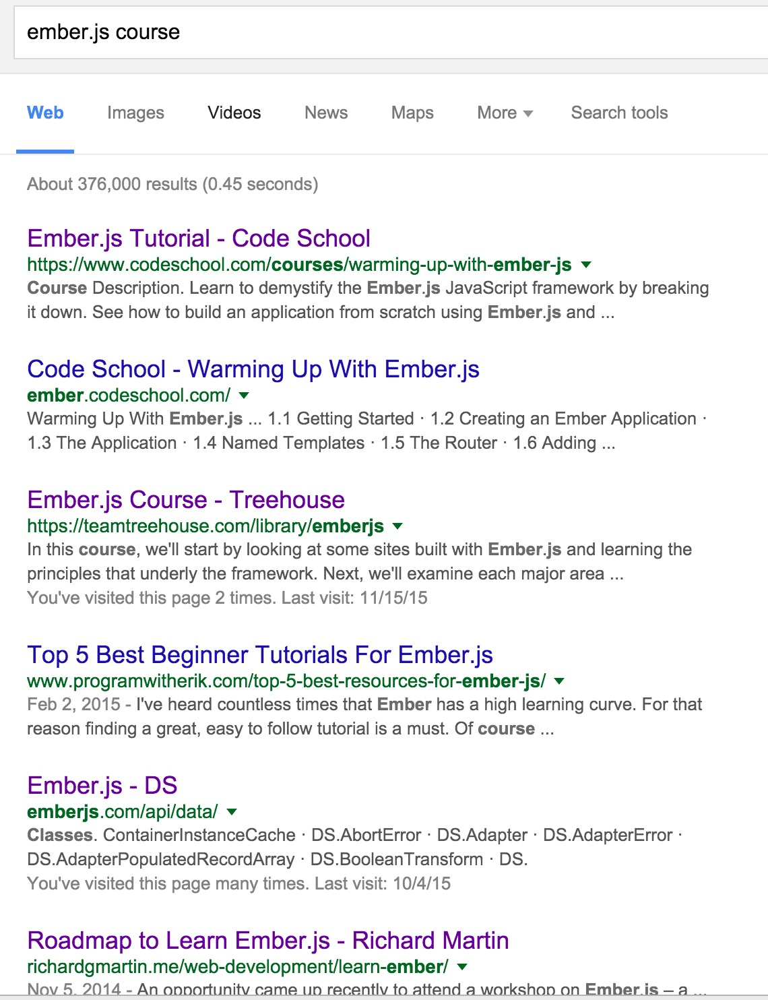 ember.js course
Web Images Videos News Maps More Search tools
About 376,000 results (0.45 seconds)
Ember.js Tutorial - Code School
https://www.codeschool.com/courses/warming-up-with-ember-js
Course Description. Learn to demystify the Ember.js JavaScript framework by breaking
it down. See how to build an application from scratch using Ember.js and ...
Code School - Warming Up With Ember.js
ember.codeschool.com/
Warming Up With Ember.js ... 1.1 Getting Started · 1.2 Creating an Ember Application ·
1.3 The Application · 1.4 Named Templates · 1.5 The Router · 1.6 Adding ...
Ember.js Course - Treehouse
https://teamtreehouse.com/library/emberjs
In this course, we'll start by looking at some sites built with Ember.js and learning the
principles that underly the framework. Next, we'll examine each major area ...
You've visited this page 2 times. Last visit: 11/15/15
Top 5 Best Beginner Tutorials For Ember.js
www.programwitherik.com/top-5-best-resources-for-ember-js/
Feb 2, 2015 - I've heard countless times that Ember has a high learning curve. For that
reason finding a great, easy to follow tutorial is a must. Of course ...
Ember.js - DS
emberjs.com/api/data/
Classes. ContainerInstanceCache · DS.AbortError · DS.Adapter · DS.AdapterError ·
DS.AdapterPopulatedRecordArray · DS.BooleanTransform · DS.
You've visited this page many times. Last visit: 10/4/15
Roadmap to Learn Ember.js - Richard Martin
richardgmartin.me/web-development/learn-ember/
Nov 5, 2014 - An opportunity came up recently to attend a workshop on Ember.js – a ...